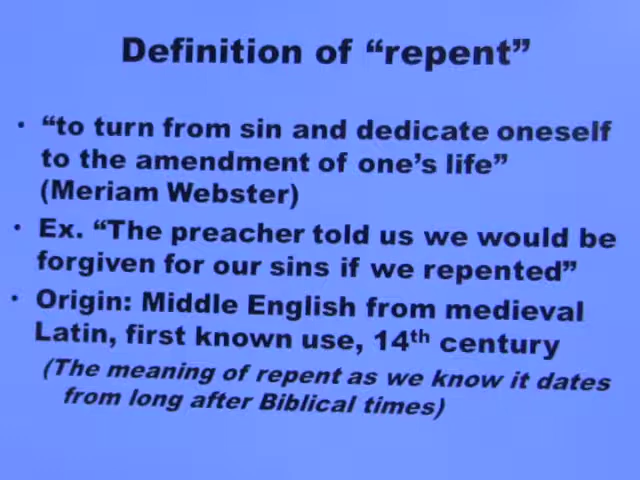 Definition of “repent”
• “to turn from sin and dedicate oneself
to the amendment of one’s life”
(Meriam Webster)
• Ex. “The preacher told us we would be
forgiven for our sins if we repented”
• Origin: Middle English from medieval
Latin, first known use, 14th century
(The meaning of repent as we know it dates
from long after Biblical times)